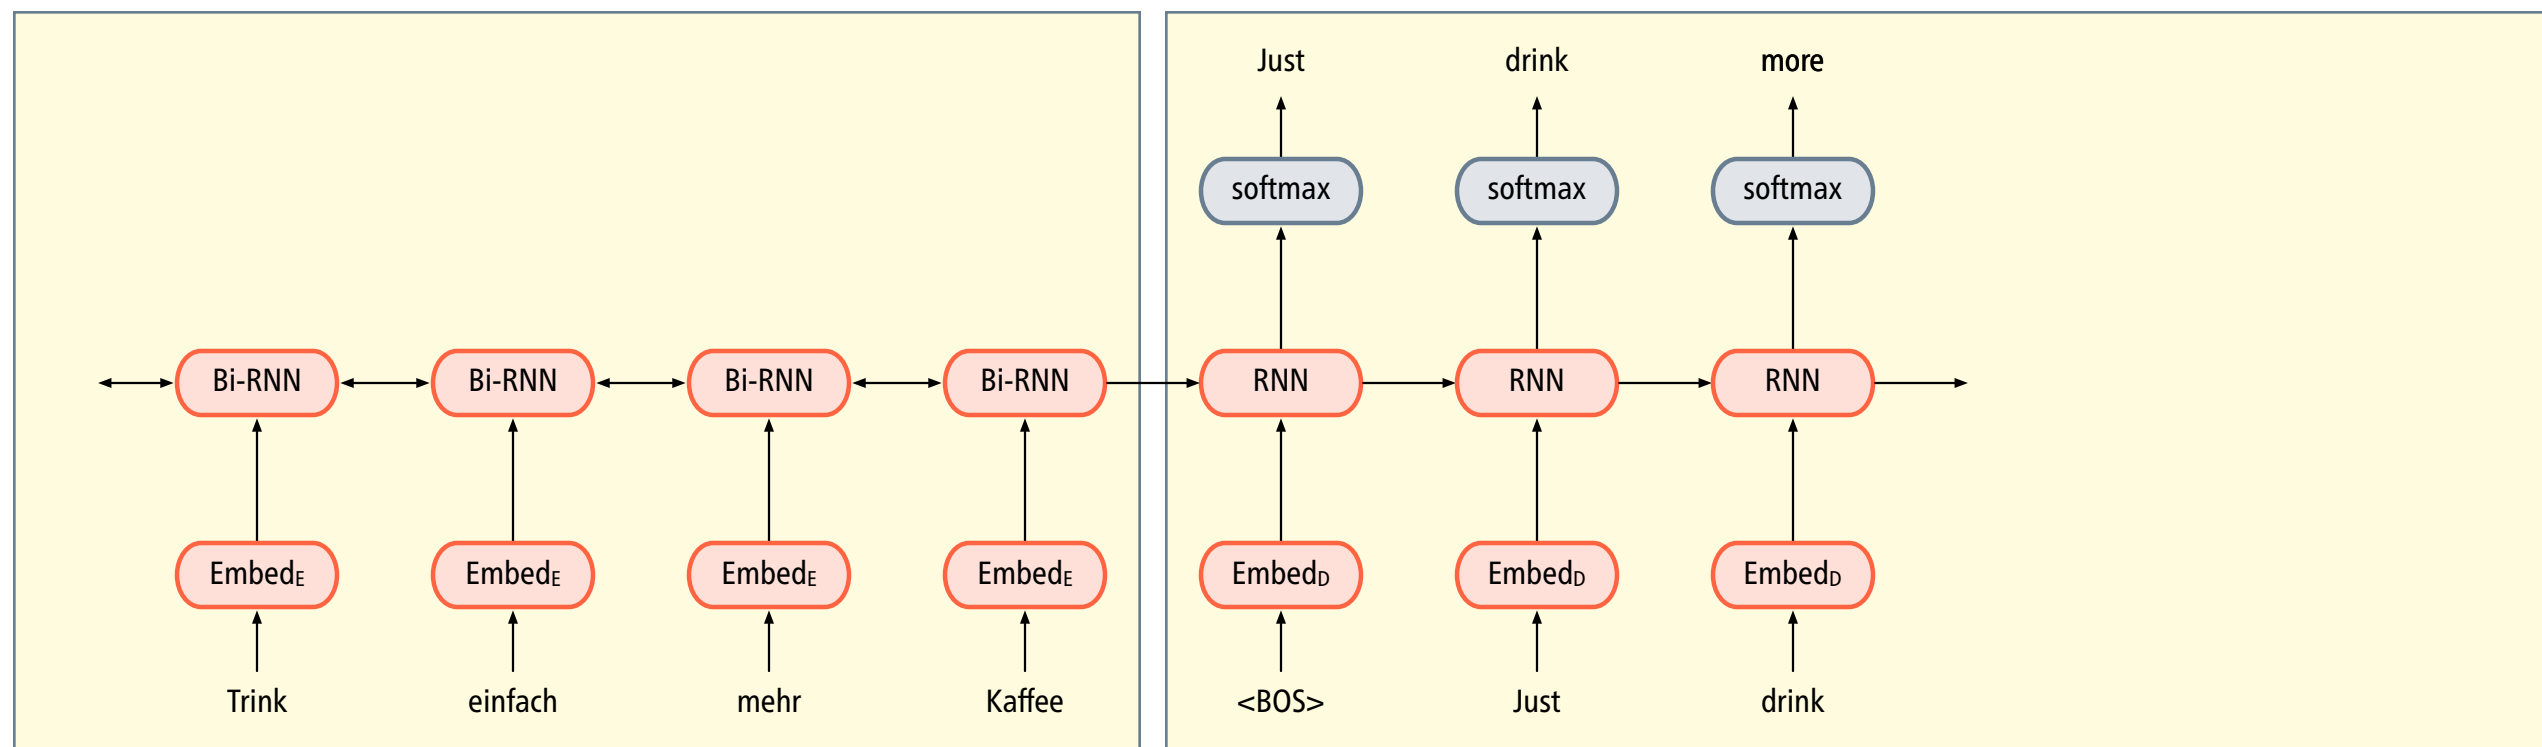 Just drink more
softmax softmax softmax
Bi-RNN Bi-RNN Bi-RNN Bi-RNN RNN RNN RNN
EmbedE EmbedE EmbedE EmbedE EmbedD EmbedD EmbedD
Trink einfach mehr Kaffee <BOS> Just drink